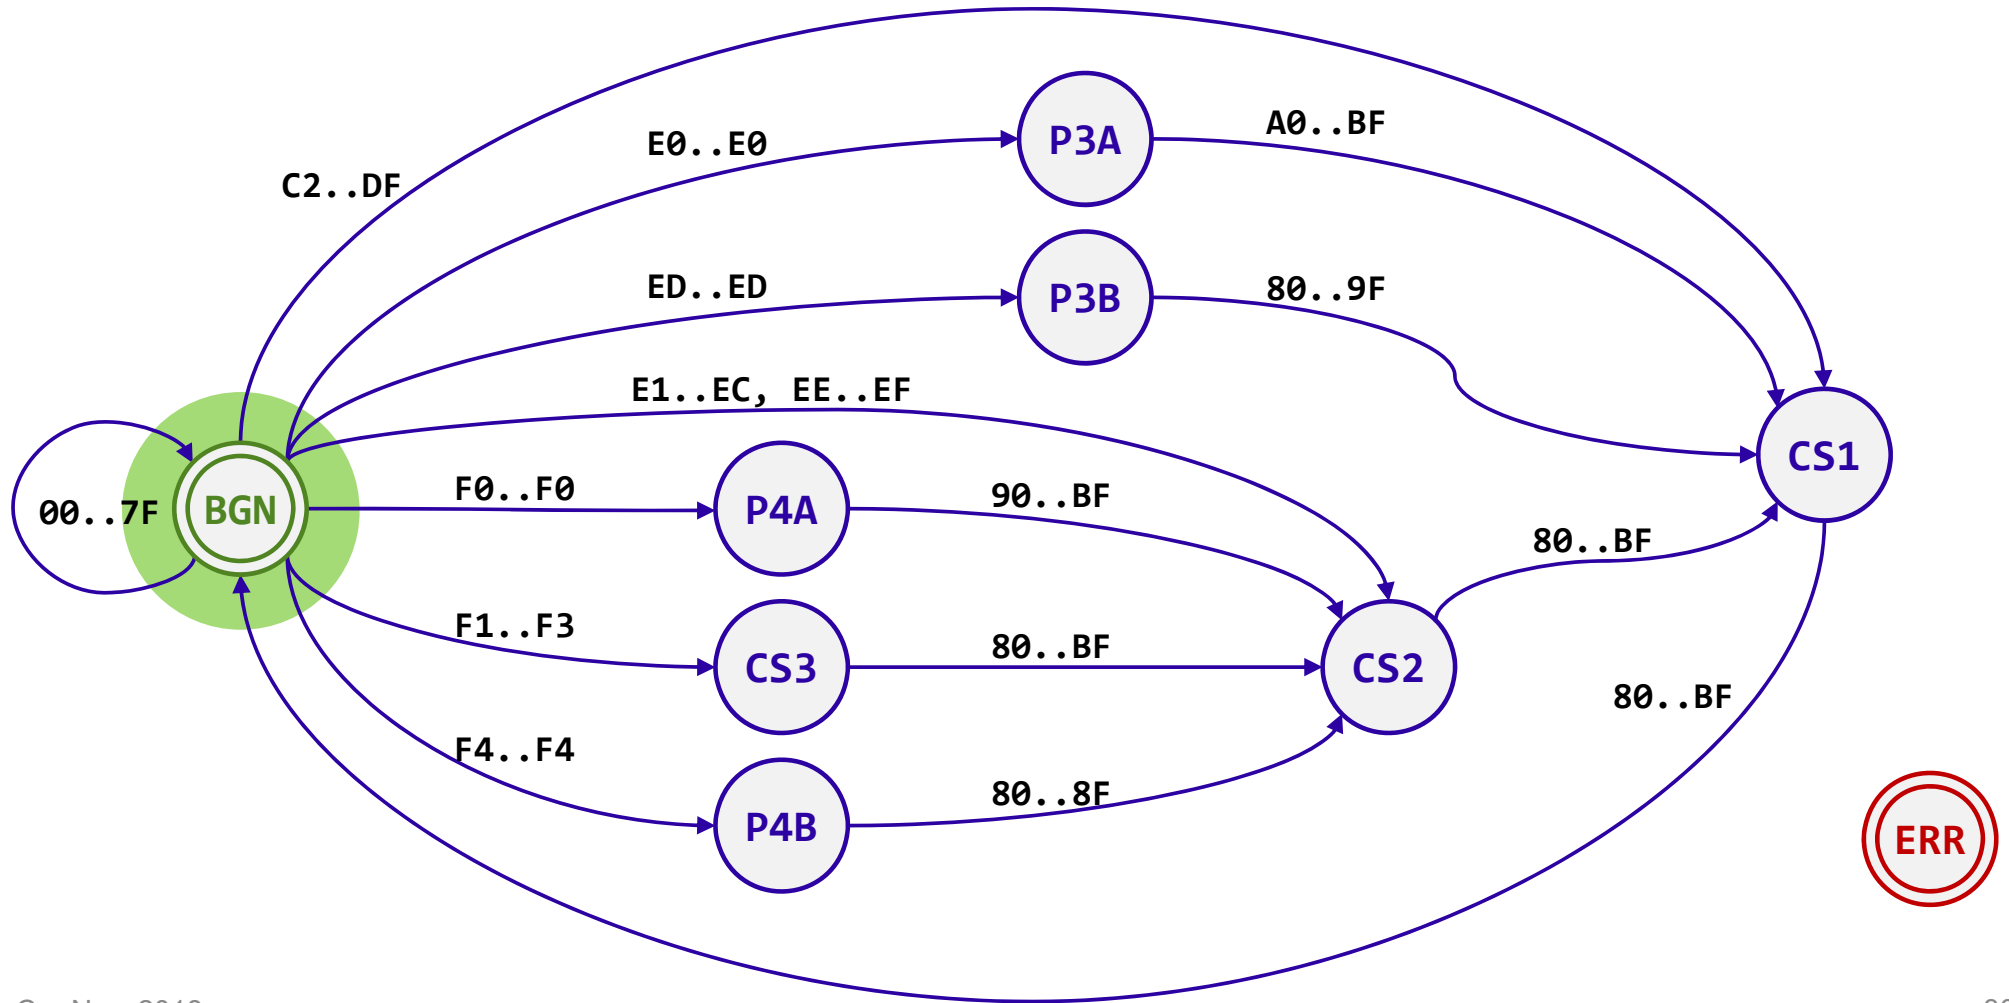 C2..DF
E0..E0
P3A
A0..BF
ED..ED
P3B
80..9F
E1..EC, EE..EF
00..7F
BGN
F0..F0
P4A
90..BF
CS1
80..BF
F1..F3
CS3
80..BF
CS2
80..BF
F4..F4
P4B
80..8F
ERR